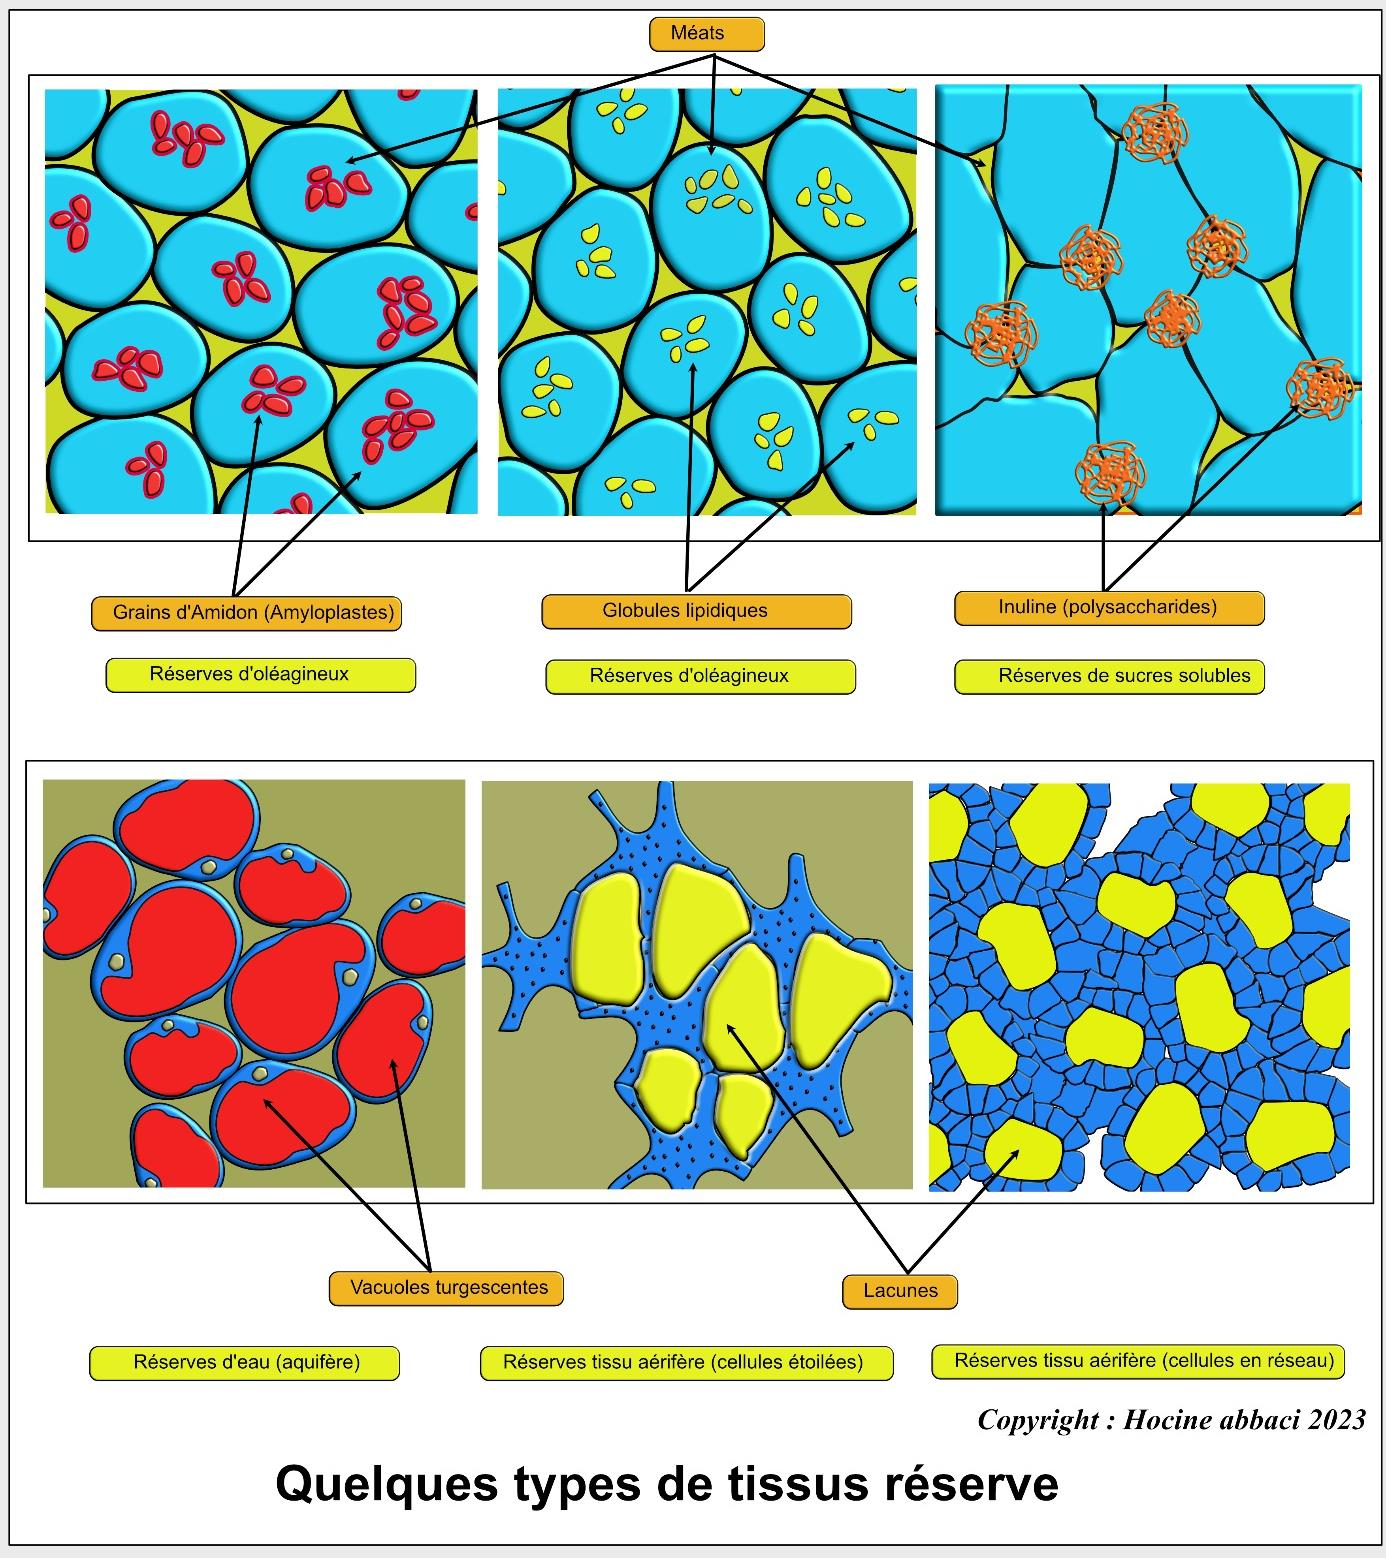 Méats
Grains d'Amidon (Amyloplastes)
Globules lipidiques
Inuline (polysaccharides)
Réserves d'oléagineux
Réserves d'oléagineux
Réserves de sucres solubles
Vacuoles turgescentes
Lacunes
Réserves d'eau (aquifère)
Réserves tissu aérifère (cellules étoilées)
Réserves tissu aérifère (cellules en réseau)
Copyright : Hocine abbaci 2023
Quelques types de tissus réserve